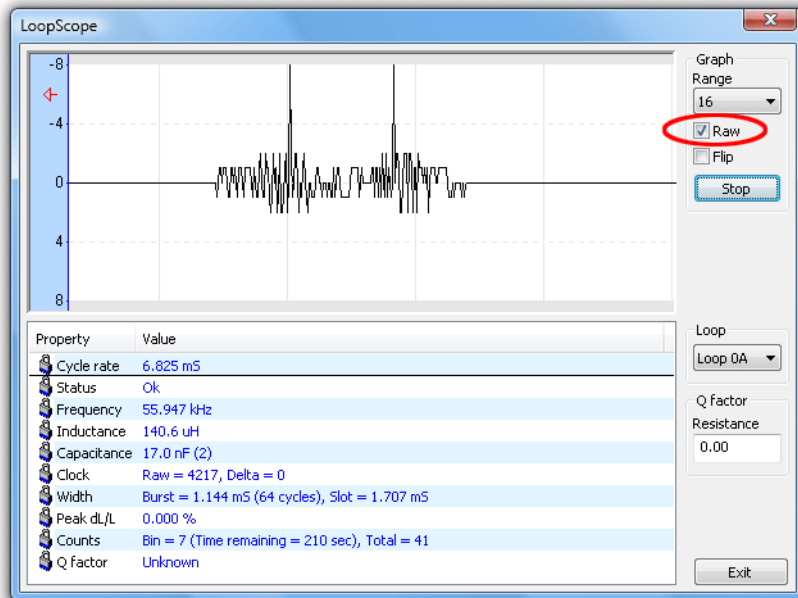 LoopScope
Graph
Range
16
Raw
Flip
Stop
-8
-4
0
4
8
Property Value
Cycle rate 6.825 mS
Status Ok
Frequency 55.947 kHz
Inductance 140.6 uH
Capacitance 17.0 nF (2)
Clock Raw = 4217, Delta = 0
Width Burst = 1.144 mS (64 cycles), Slot = 1.707 mS
Peak dL/L 0.000 %
Counts Bin = 7 (Time remaining = 210 sec), Total = 41
Q factor Unknown
Loop
Loop 0A
Q factor
Resistance
0.00
Exit